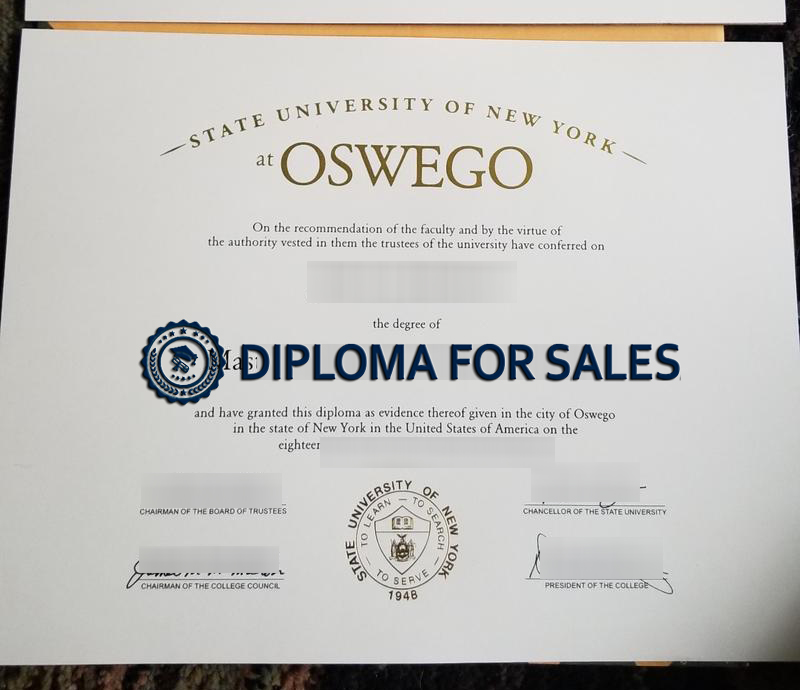 STATE UNIVERSITY OF NEW YORK
at OSWEGO
On the recommendation of the faculty and by the virtue of
the authority vested in them the trustees of the university have conferred on
the degree of
Mas
DIPLOMA FOR SALES
and have granted this diploma as evidence thereof given in the city of Oswego
in the state of New York in the United States of America on the
eighteen
CHAIRMAN OF THE BOARD OF TRUSTEES
CHANCELLOR OF THE STATE UNIVERSITY
STATE UNIVERSITY OF NEW YORK
TO LEARN — TO SEARCH
— TO SERVE —
1948
CHAIRMAN OF THE COLLEGE COUNCIL
PRESIDENT OF THE COLLEGE